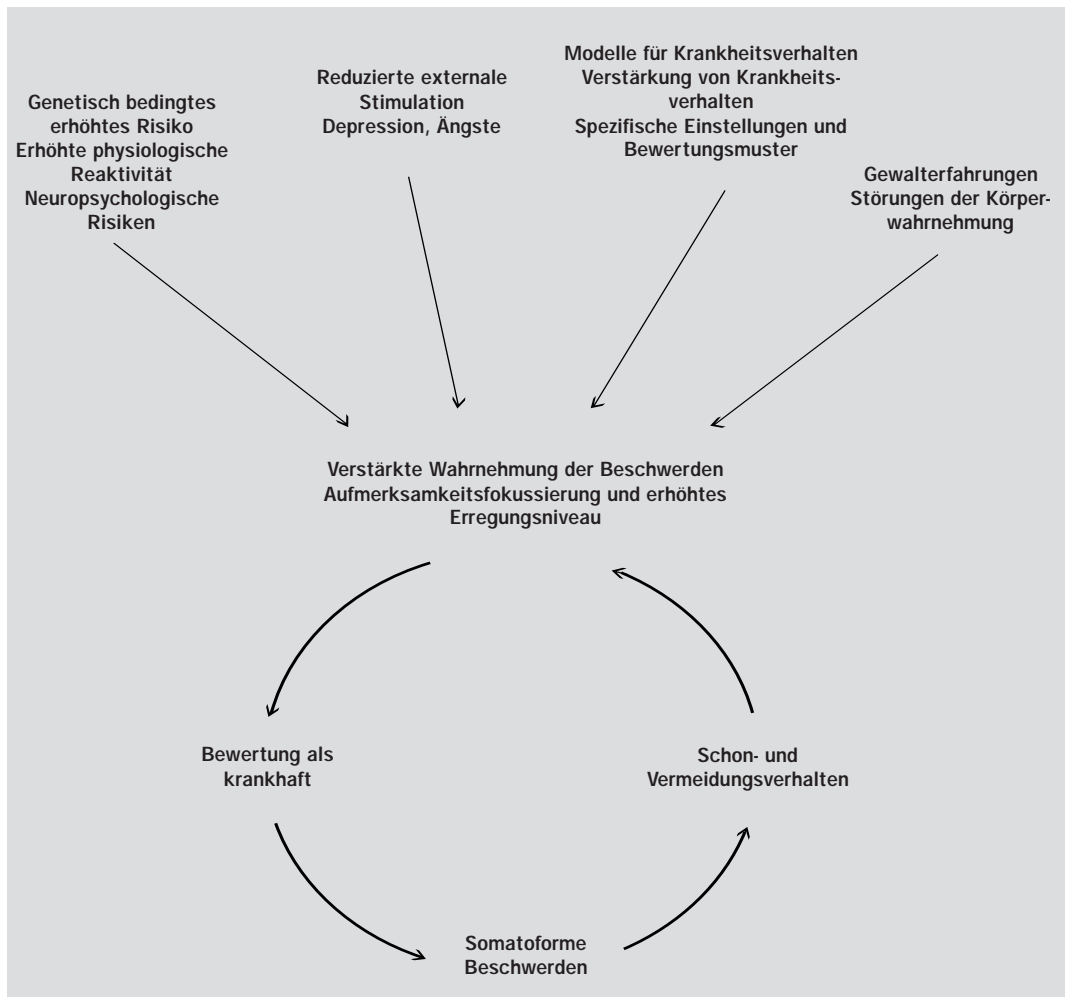 Genetisch bedingtes
erhöhtes Risiko
Erhöhte physiologische
Reaktivität
Neuropsychologische
Risiken
Reduzierte externale
Stimulation
Depression, Ängste
Modelle für Krankheitsverhalten
Verstärkung von Krankheits-
verhalten
Spezifische Einstellungen und
Bewertungsmuster
Gewalterfahrungen
Störungen der Körper-
wahrnehmung
Verstärkte Wahrnehmung der Beschwerden
Aufmerksamkeitsfokussierung und erhöhtes
Erregungsniveau
Bewertung als
krankhaft
Schon- und
Vermeidungsverhalten
Somatoforme
Beschwerden